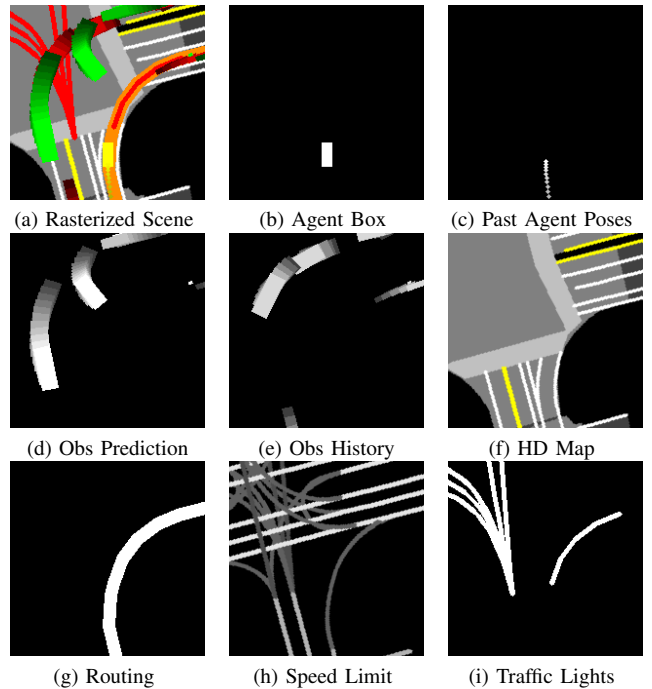 (a) Rasterized Scene
(b) Agent Box
(c) Past Agent Poses
(d) Obs Prediction
(e) Obs History
(f) HD Map
(g) Routing
(h) Speed Limit
(i) Traffic Lights